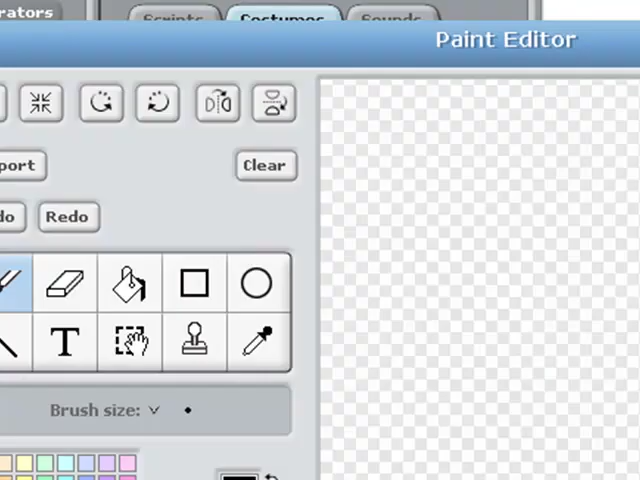 rators
Scripts Costumes Sounds
Paint Editor
port
Clear
do
Redo
T
Brush size: